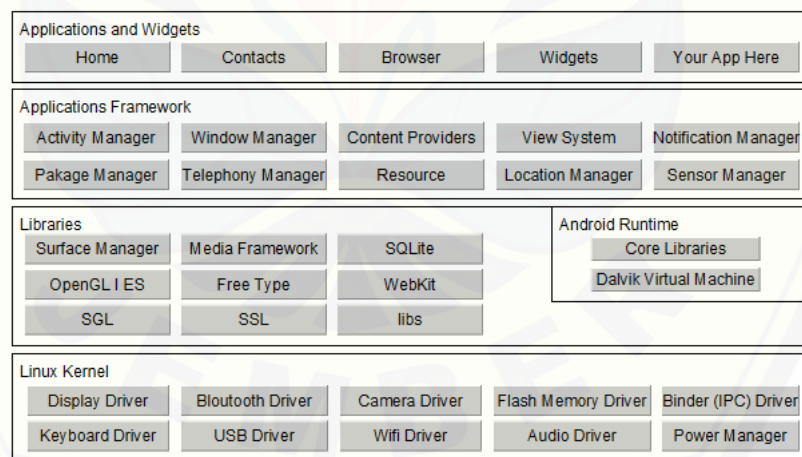 Applications and Widgets
Home Contacts Browser Widgets Your App Here
Applications Framework
Activity Manager Window Manager Content Providers View System Notification Manager
Pakage Manager Telephony Manager Resource Location Manager Sensor Manager
Libraries
Surface Manager Media Framework SQLite
OpenGL I ES Free Type WebKit
SGL SSL libs
Android Runtime
Core Libraries
Dalvik Virtual Machine
Linux Kernel
Display Driver Bloutooth Driver Camera Driver Flash Memory Driver Binder (IPC) Driver
Keyboard Driver USB Driver Wifi Driver Audio Driver Power Manager